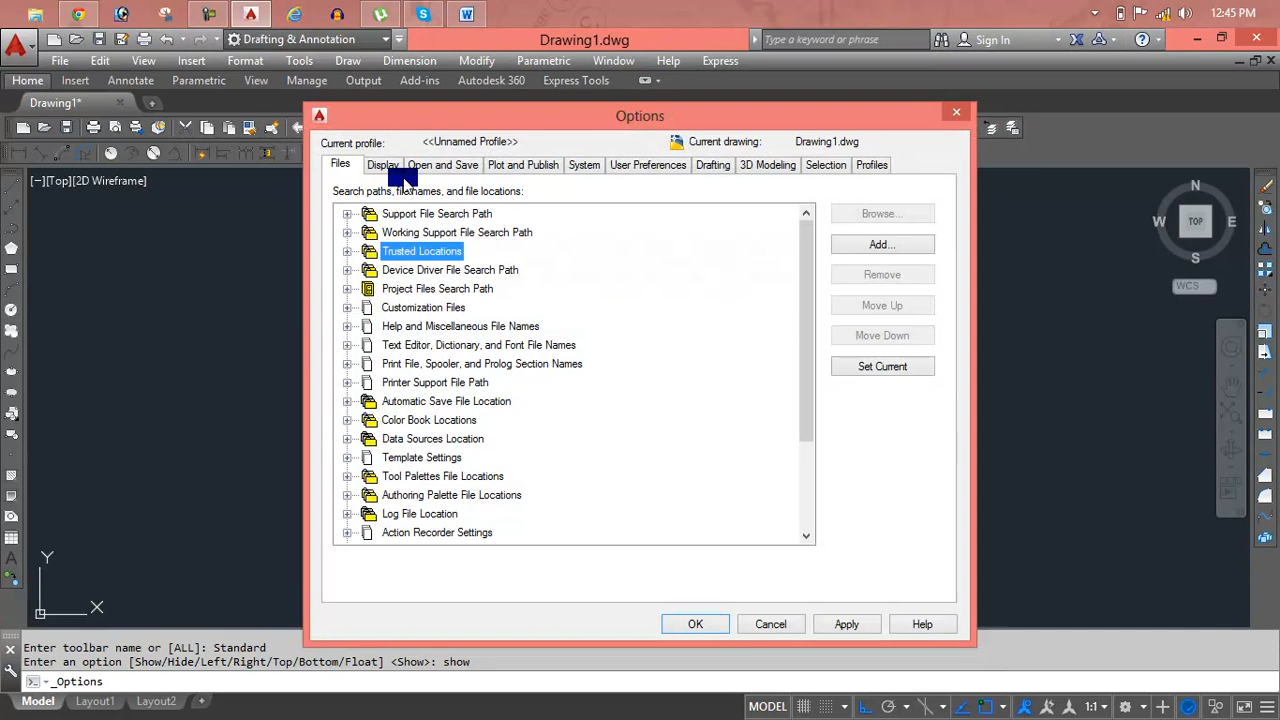 12:45 PM
Drafting & Annotation
Drawing1.dwg
Type a keyword or phrase
Sign In
File Edit View Insert Format Tools Draw Dimension Modify Parametric Window Help Express
Home Insert Annotate Parametric View Manage Output Add-ins Autodesk 360 Express Tools
Drawing1*
[−][Top][2D Wireframe]
Options
Current profile: <<Unnamed Profile>> Current drawing: Drawing1.dwg
Files Display Open and Save Plot and Publish System User Preferences Drafting 3D Modeling Selection Profiles
Search paths, file names, and file locations:
Support File Search Path
Working Support File Search Path
Trusted Locations
Device Driver File Search Path
Project Files Search Path
Customization Files
Help and Miscellaneous File Names
Text Editor, Dictionary, and Font File Names
Print File, Spooler, and Prolog Section Names
Printer Support File Path
Automatic Save File Location
Color Book Locations
Data Sources Location
Template Settings
Tool Palettes File Locations
Authoring Palette File Locations
Log File Location
Action Recorder Settings
Browse...
Add...
Remove
Move Up
Move Down
Set Current
OK Cancel Apply Help
N
W TOP E
S
WCS
Y
X
Enter toolbar name or [ALL]: Standard
Enter an option [Show/Hide/Left/Right/Top/Bottom/Float] <Show>: show
_Options
Model Layout1 Layout2 +
MODEL 1:1